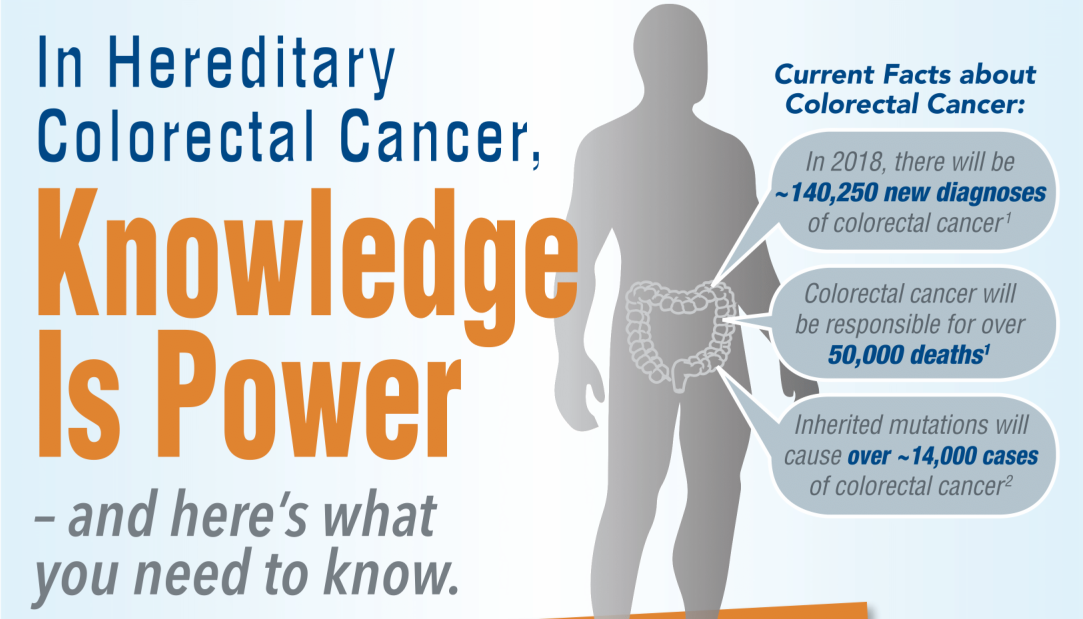 In Hereditary
Colorectal Cancer,
Knowledge
Is Power
– and here's what
you need to know.
Current Facts about
Colorectal Cancer:
In 2018, there will be
~140,250 new diagnoses
of colorectal cancer¹
Colorectal cancer will
be responsible for over
50,000 deaths¹
Inherited mutations will
cause over ~14,000 cases
of colorectal cancer²